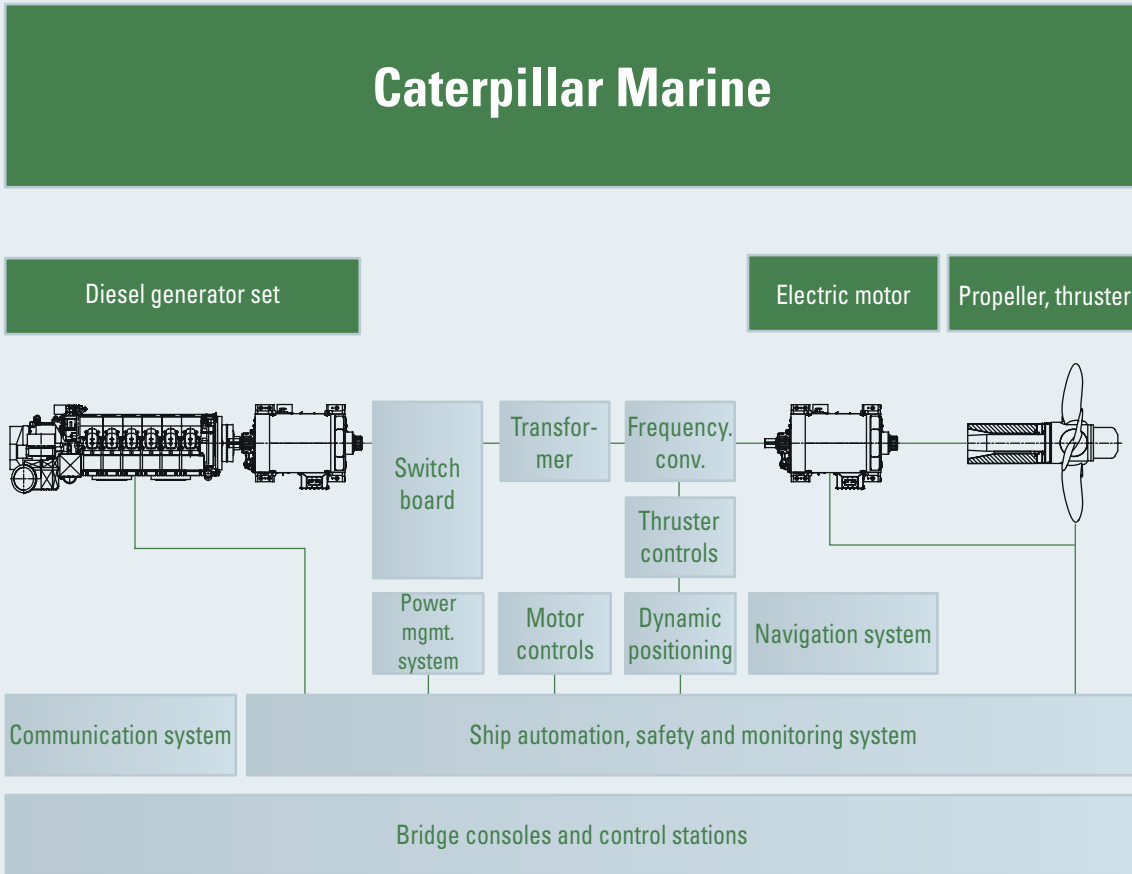 Caterpillar Marine
Diesel generator set
Electric motor
Propeller, thruster
Switch
board
Transfor-
mer
Frequency.
conv.
Thruster
controls
Power
mgmt.
system
Motor
controls
Dynamic
positioning
Navigation system
Communication system
Ship automation, safety and monitoring system
Bridge consoles and control stations